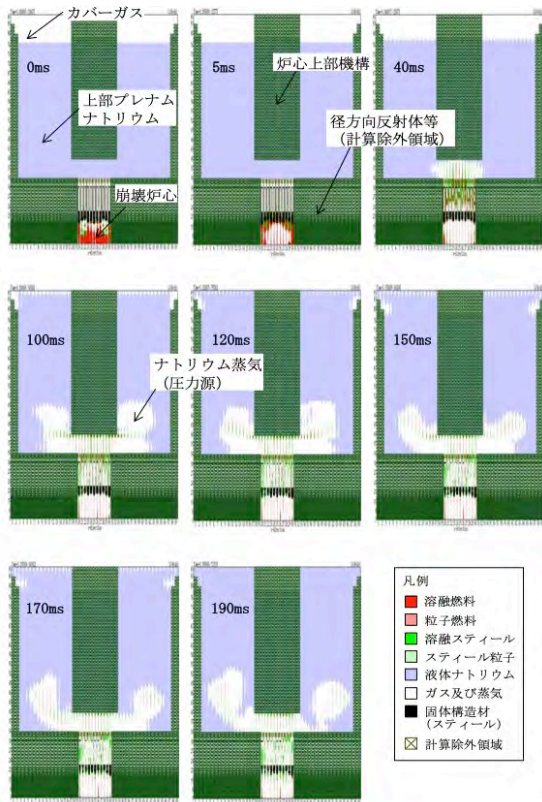 カバーガス
0ms
上部プレナム
ナトリウム
崩壊炉心
5ms
炉心上部機構
径方向反射体等
(計算除外領域)
40ms
100ms
ナトリウム蒸気
(圧力源)
120ms
150ms
170ms
190ms
凡例
溶融燃料
粒子燃料
溶融スティール
スティール粒子
液体ナトリウム
ガス及び蒸気
固体構造材
(スティール)
計算除外領域